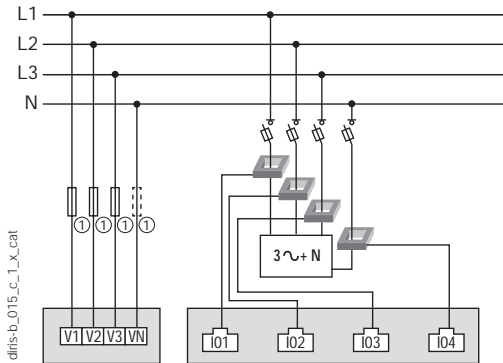 L1
L2
L3
N
① ① ① ①
3∿+ N
V1 V2 V3 VN
I01 I02 I03 I04
diris-b_015_c_1_x_cat